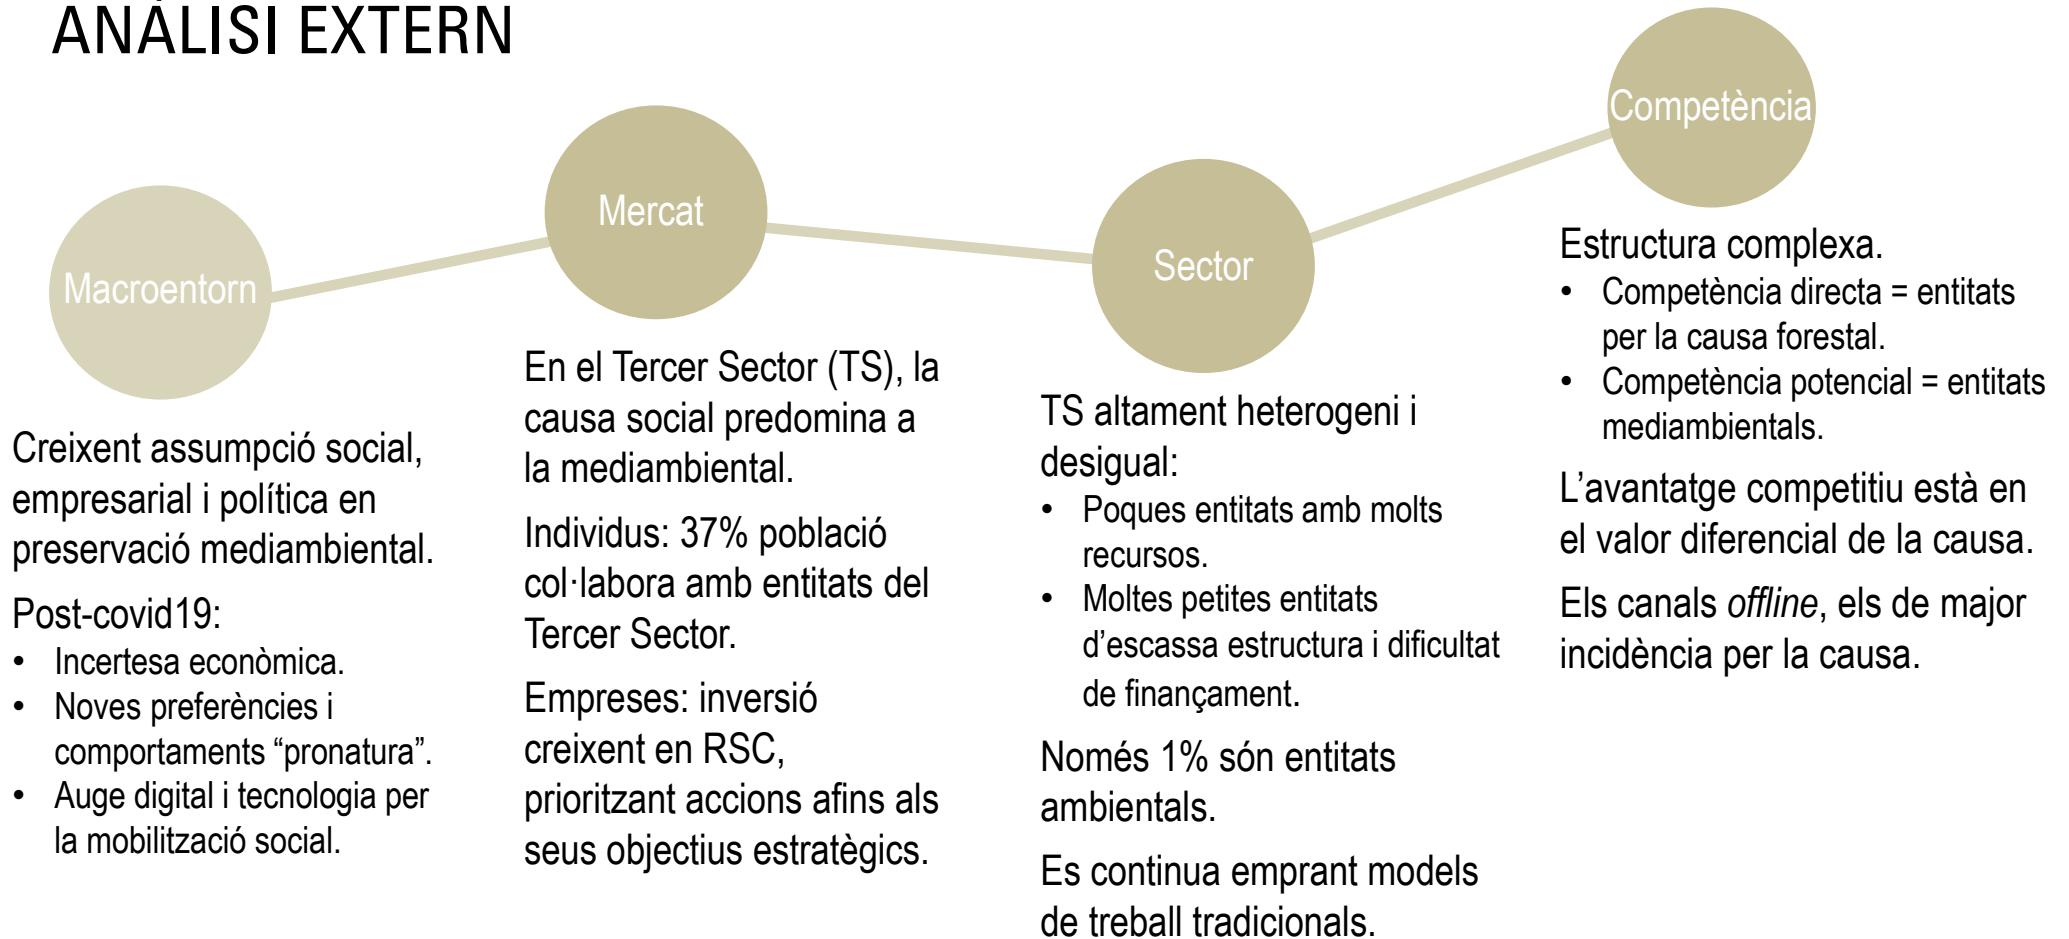 ANÀLISI EXTERN
Macroentorn
Creixent assumpció social,
empresarial i política en
preservació mediambiental.
Post-covid19:
• Incertesa econòmica.
• Noves preferències i
comportaments “pronatura”.
• Auge digital i tecnologia per
la mobilització social.
Mercat
En el Tercer Sector (TS), la
causa social predomina a
la mediambiental.
Individus: 37% població
col·labora amb entitats del
Tercer Sector.
Empreses: inversió
creixent en RSC,
prioritzant accions afins als
seus objectius estratègics.
Sector
TS altament heterogeni i
desigual:
• Poques entitats amb molts
recursos.
• Moltes petites entitats
d’escassa estructura i dificultat
de finançament.
Només 1% són entitats
ambientals.
Es continua emprant models
de treball tradicionals.
Competència
Estructura complexa.
• Competència directa = entitats
per la causa forestal.
• Competència potencial = entitats
mediambientals.
L’avantatge competitiu està en
el valor diferencial de la causa.
Els canals offline, els de major
incidència per la causa.